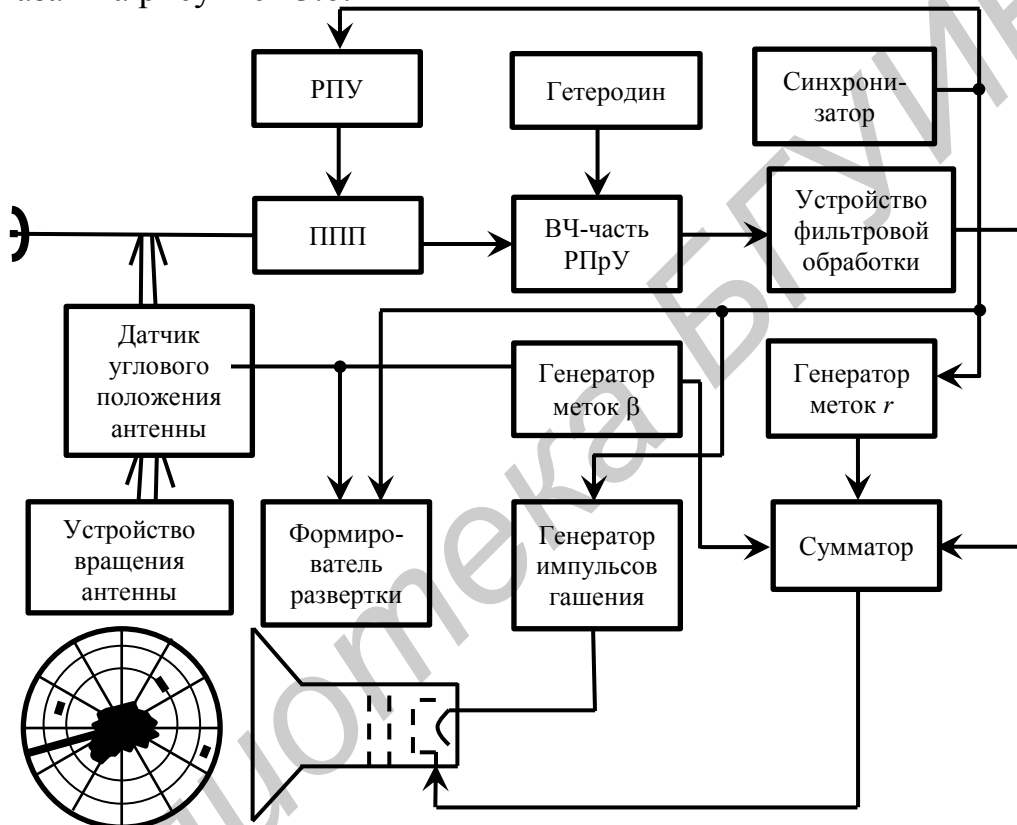 РПУ
Гетеродин
Синхрони-
затор
ППП
ВЧ-часть
РПрУ
Устройство
фильтровой
обработки
Датчик
углового
положения
антенны
Генератор
меток β
Генератор
меток r
Устройство
вращения
антенны
Формиро-
ватель
развертки
Генератор
импульсов
гашения
Сумматор